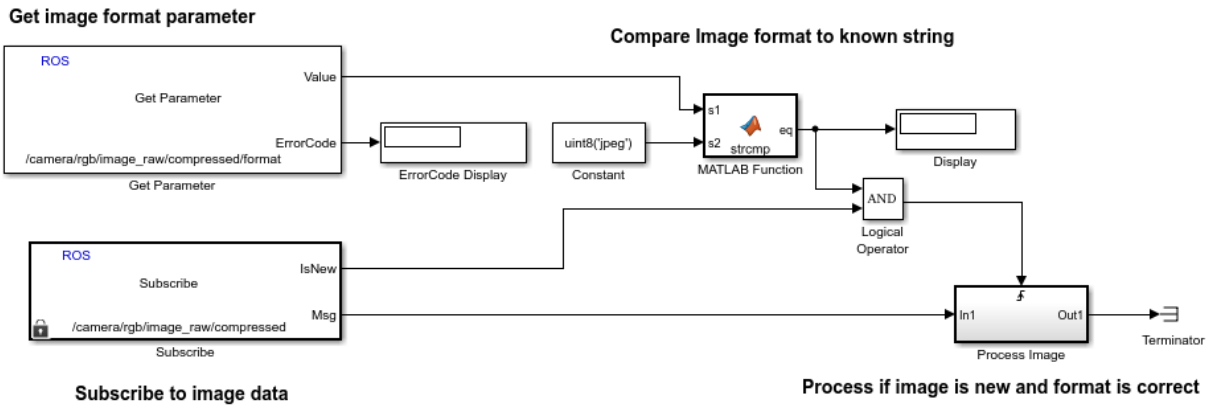 Get image format parameter
Compare Image format to known string
ROS
Get Parameter
Value
ErrorCode
/camera/rgb/image_raw/compressed/format
Get Parameter
ErrorCode Display
uint8('jpeg')
Constant
s1
s2
eq
strcmp
MATLAB Function
Display
AND
Logical
Operator
ROS
Subscribe
IsNew
Msg
/camera/rgb/image_raw/compressed
Subscribe
In1
Out1
Process Image
Terminator
Subscribe to image data
Process if image is new and format is correct